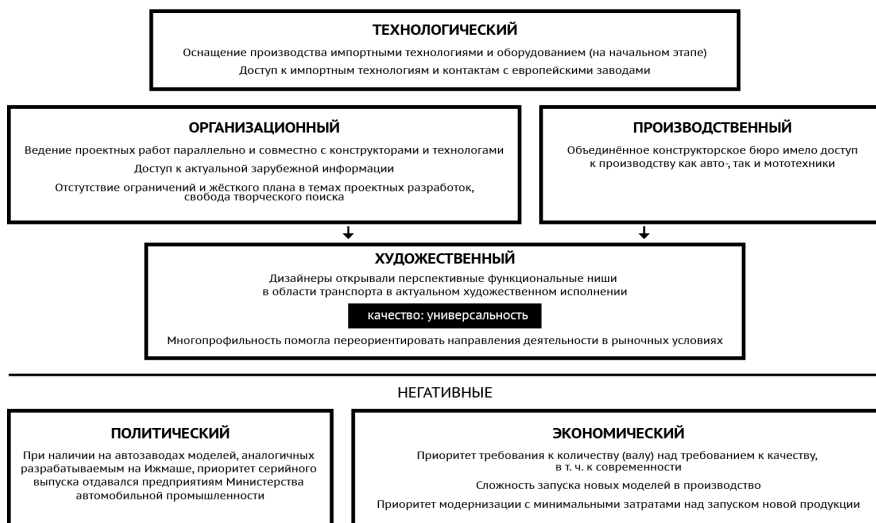 ТЕХНОЛОГИЧЕСКИЙ
Оснащение производства импортными технологиями и оборудованием (на начальном этапе)
Доступ к импортным технологиям и контактам с европейскими заводами
ОРГАНИЗАЦИОННЫЙ
Ведение проектных работ параллельно и совместно с конструкторами и технологами
Доступ к актуальной зарубежной информации
Отсутствие ограничений и жёсткого плана в темах проектных разработок,
свобода творческого поиска
ПРОИЗВОДСТВЕННЫЙ
Объединённое конструкторское бюро имело доступ
к производству как авто-, так и мототехники
ХУДОЖЕСТВЕННЫЙ
Дизайнеры открывали перспективные функциональные ниши
в области транспорта в актуальном художественном исполнении
качество: универсальность
Многопрофильность помогла переориентировать направления деятельности в рыночных условиях
НЕГАТИВНЫЕ
ПОЛИТИЧЕСКИЙ
При наличии на автозаводах моделей, аналогичных
разрабатываемым на Ижмаше, приоритет серийного
выпуска отдавался предприятиям Министерства
автомобильной промышленности
ЭКОНОМИЧЕСКИЙ
Приоритет требования к количеству (валу) над требованием к качеству,
в т. ч. к современности
Сложность запуска новых моделей в производство
Приоритет модернизации с минимальными затратами над запуском новой продукции